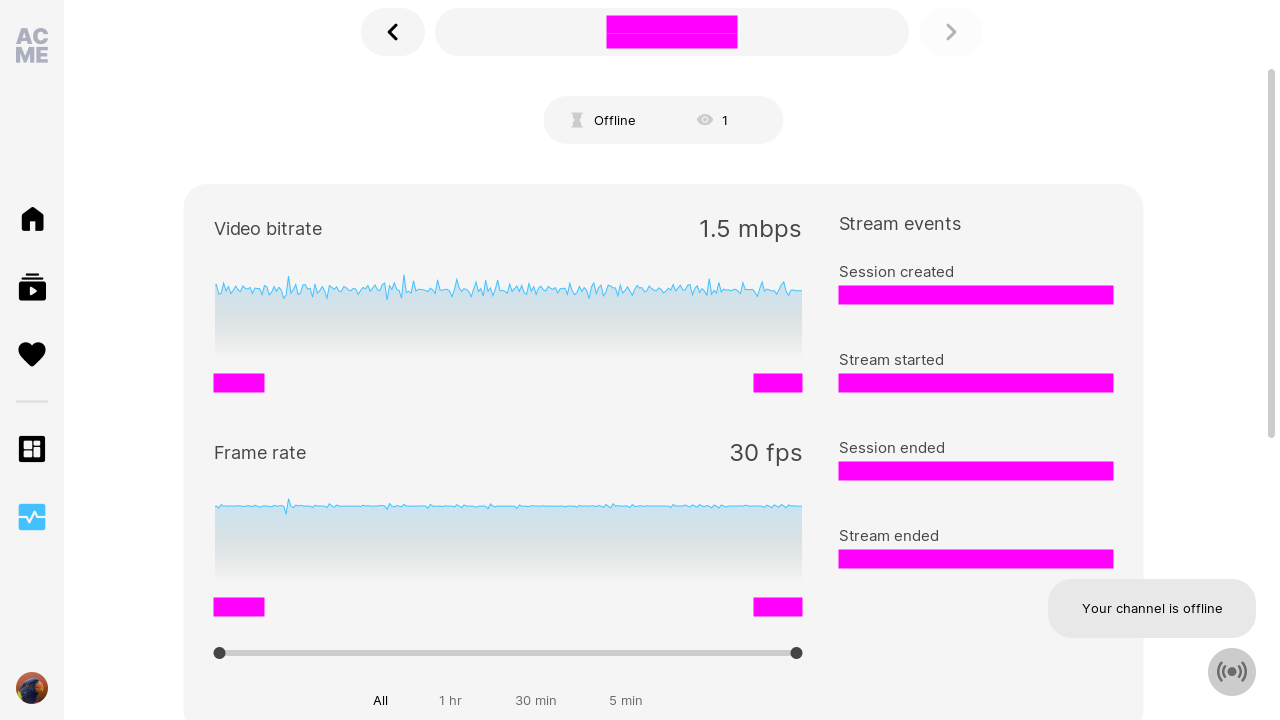 AC
ME
Offline 1
Video bitrate 1.5 mbps
Stream events
Session created
Stream started
Frame rate 30 fps
Session ended
Stream ended
Your channel is offline
All 1 hr 30 min 5 min